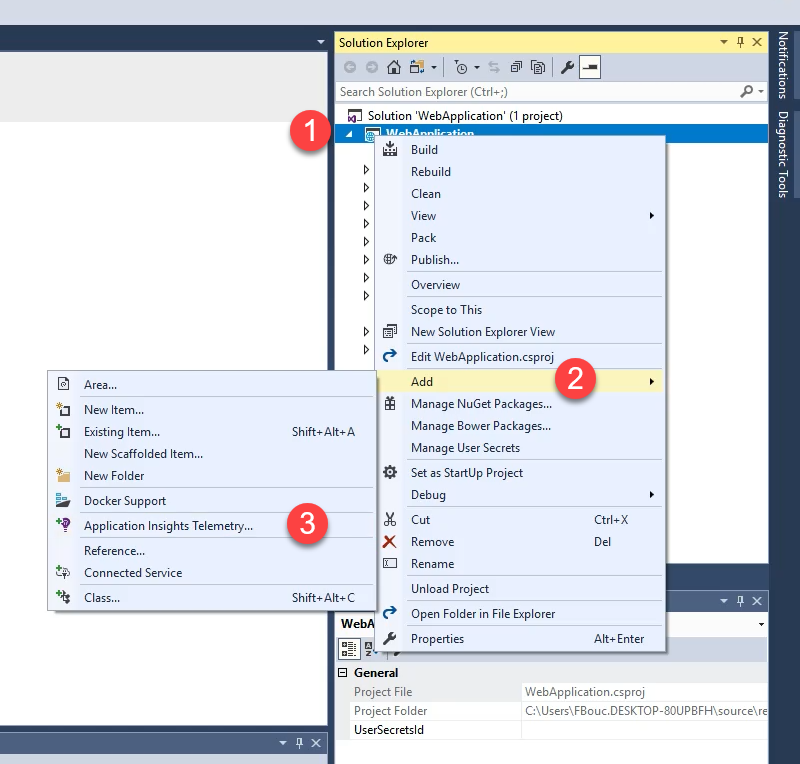 Solution Explorer
Search Solution Explorer (Ctrl+;)
Solution 'WebApplication' (1 project)
1
WebApplication
Build
Rebuild
Clean
View
Pack
Publish...
Overview
Scope to This
New Solution Explorer View
Edit WebApplication.csproj
Add
2
Manage NuGet Packages...
Manage Bower Packages...
Manage User Secrets
Set as StartUp Project
Debug
Cut Ctrl+X
Remove Del
Rename
Unload Project
Open Folder in File Explorer
Properties Alt+Enter
Area...
New Item...
Existing Item... Shift+Alt+A
New Scaffolded Item...
New Folder
Docker Support
Application Insights Telemetry...
3
Reference...
Connected Service
Class... Shift+Alt+C
WebA
General
Project File WebApplication.csproj
Project Folder C:\Users\FBouc.DESKTOP-80UPBFH\source\re
UserSecretsId
Notifications
Diagnostic Tools